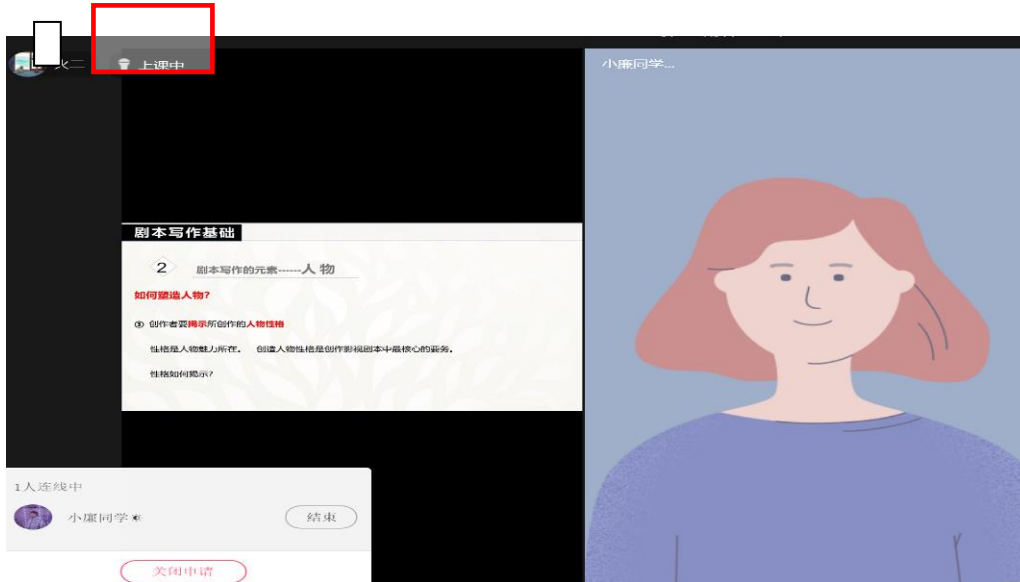 上课中
小廉同学...
剧本写作基础
2 剧本写作的元素------人 物
如何塑造人物?
③ 创作者要揭示所创作的人物性格
性格是人物魅力所在。 创造人物性格是创作影视剧本中最核心的要务。
性格如何揭示?
1人连线中
小廉同学
结束
关闭申请